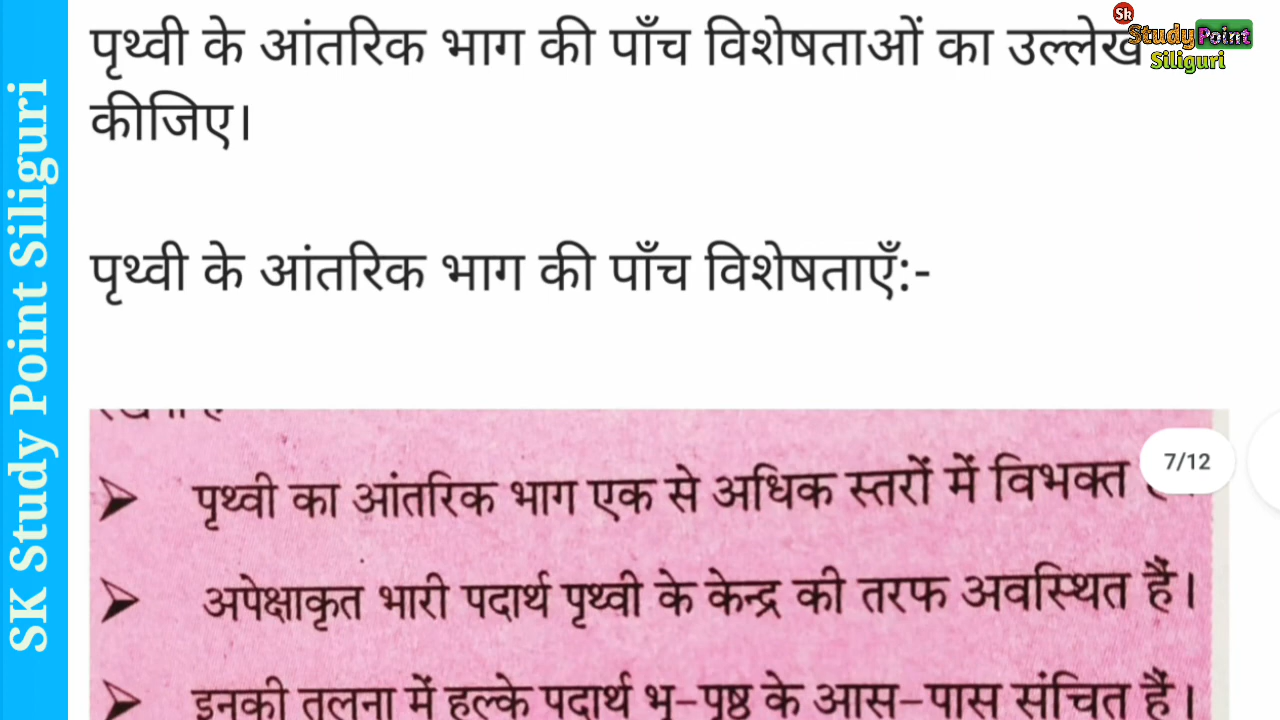 पृथ्वी के आंतरिक भाग की पाँच विशेषताओं का उल्लेख
कीजिए।
Sk
Study Point
Siliguri
SK Study Point Siliguri
पृथ्वी के आंतरिक भाग की पाँच विशेषताएँ:-
7/12
पृथ्वी का आंतरिक भाग एक से अधिक स्तरों में विभक्त
अपेक्षाकृत भारी पदार्थ पृथ्वी के केन्द्र की तरफ अवस्थित हैं।
इनकी तुलना में हल्के पदार्थ भू-पृष्ठ के आस-पास संचित हैं।